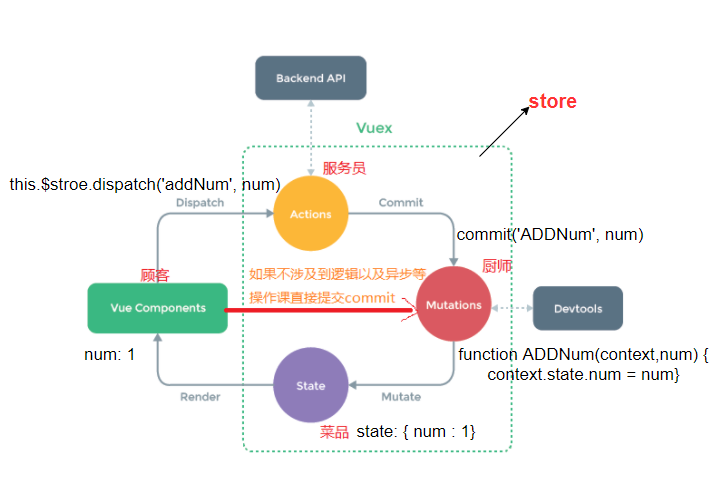 Backend API
store
Vuex
服务员
this.$stroe.dispatch('addNum', num)
Dispatch
Actions
Commit
commit('ADDNum', num)
顾客
如果不涉及到逻辑以及异步等
操作课直接提交commit
厨师
Vue Components
Mutations
Devtools
num: 1
function ADDNum(context,num) {
context.state.num = num}
State
Render
Mutate
菜品
state: { num : 1}